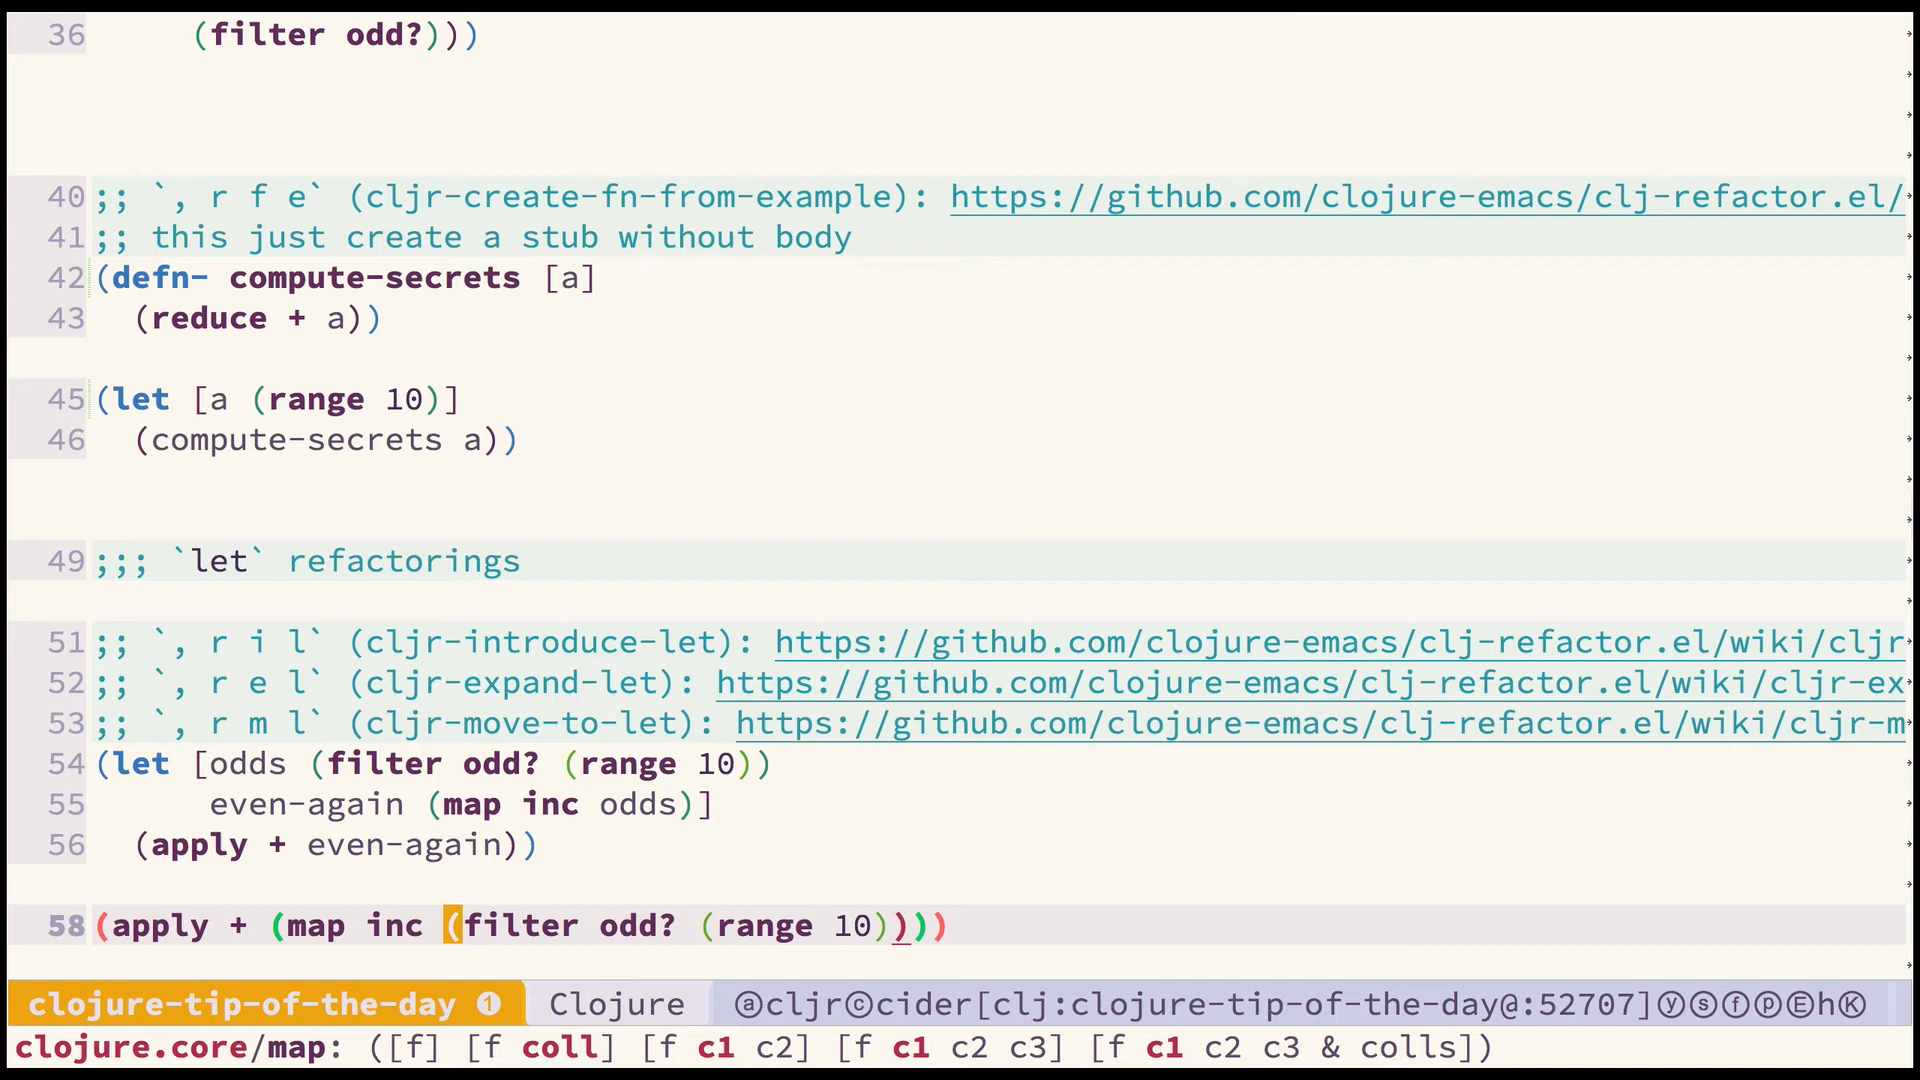 36 (filter odd?)))
40 ;; `, r f e` (cljr-create-fn-from-example): https://github.com/clojure-emacs/clj-refactor.el/
41 ;; this just create a stub without body
42 (defn- compute-secrets [a]
43 (reduce + a))
45 (let [a (range 10)]
46 (compute-secrets a))
49 ;;; `let` refactorings
51 ;; `, r i l` (cljr-introduce-let): https://github.com/clojure-emacs/clj-refactor.el/wiki/cljr
52 ;; `, r e l` (cljr-expand-let): https://github.com/clojure-emacs/clj-refactor.el/wiki/cljr-ex
53 ;; `, r m l` (cljr-move-to-let): https://github.com/clojure-emacs/clj-refactor.el/wiki/cljr-m
54 (let [odds (filter odd? (range 10))
55 even-again (map inc odds)]
56 (apply + even-again))
58 (apply + (map inc (filter odd? (range 10))))
clojure-tip-of-the-day ❶ Clojure ⓐcljrⓒcider[clj:clojure-tip-of-the-day@:52707]ⓨⓢⓕⓟⒺhⓀ
clojure.core/map: ([f] [f coll] [f c1 c2] [f c1 c2 c3] [f c1 c2 c3 & colls])